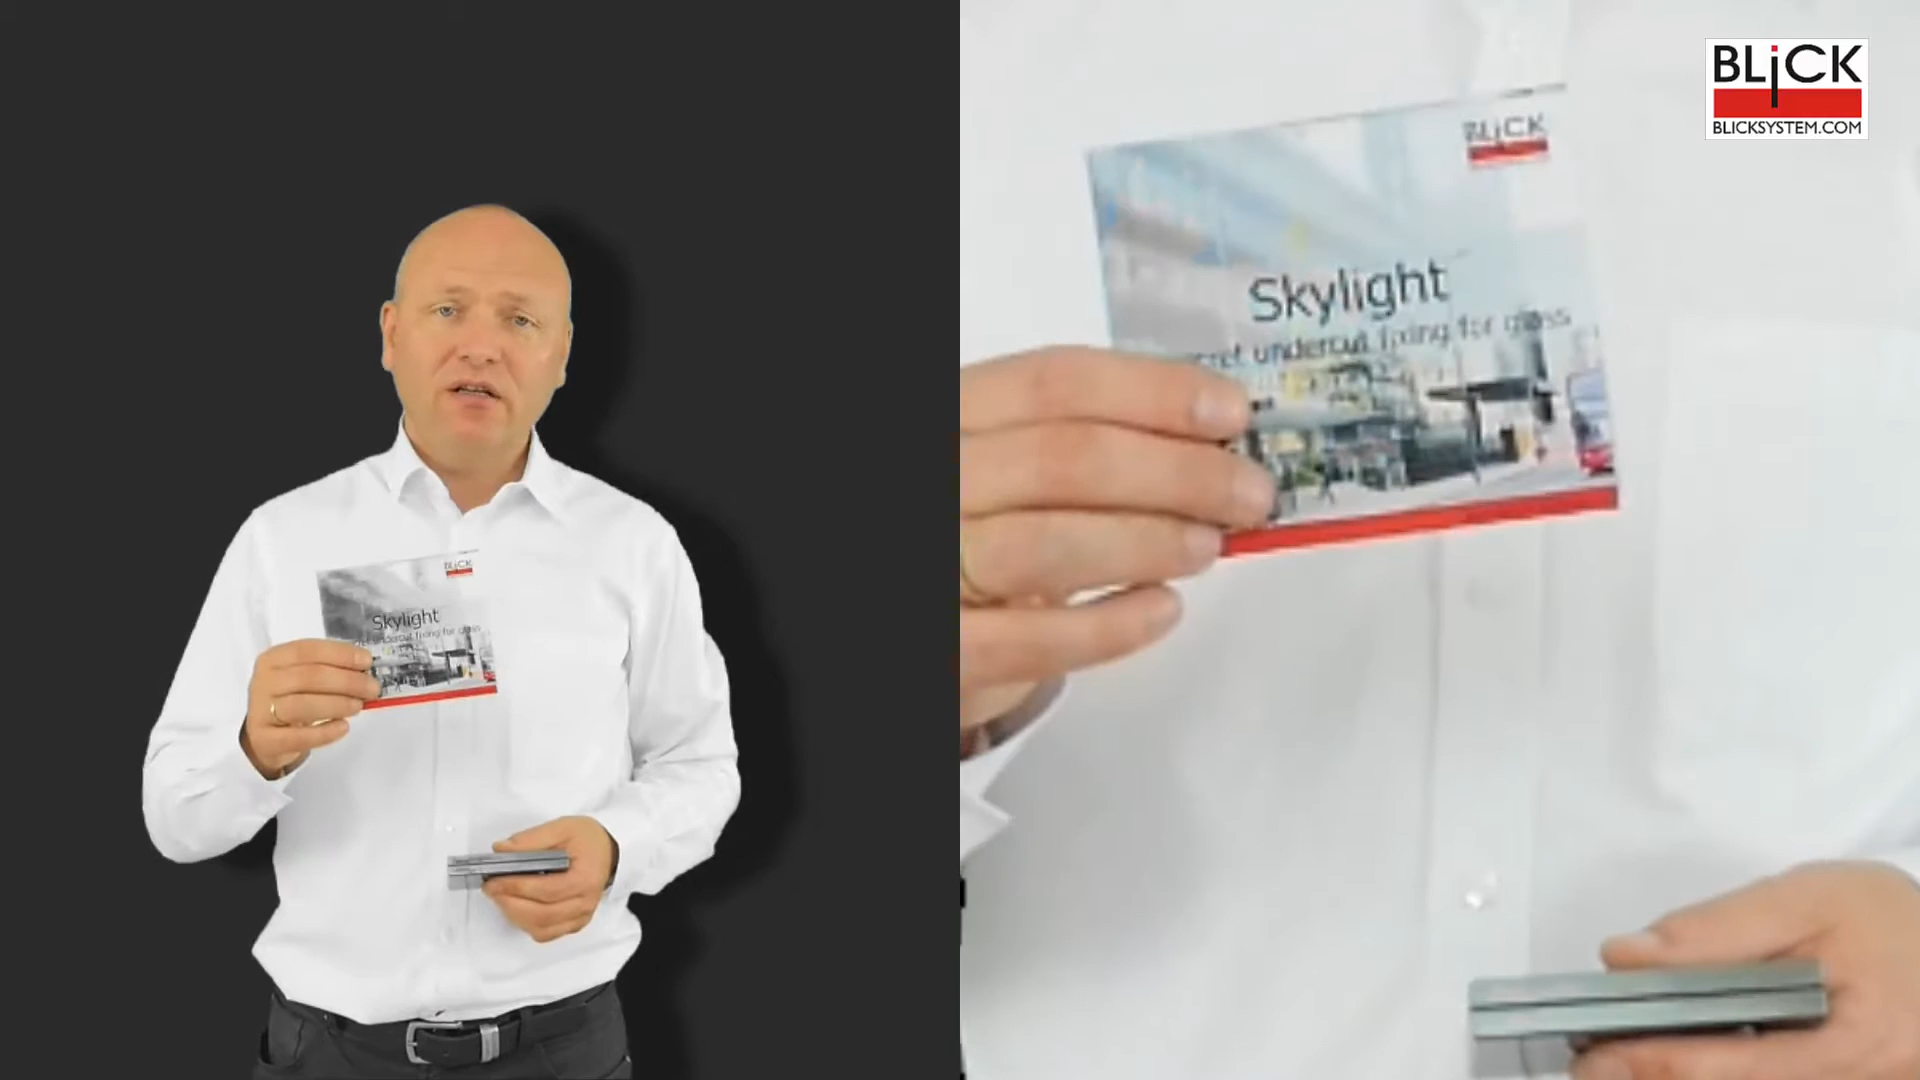 BLiCK
Skylight
undercut fixing for glass
BLiCK
Skylight
undercut fixing for glass
BLiCK
BLICKSYSTEM.COM